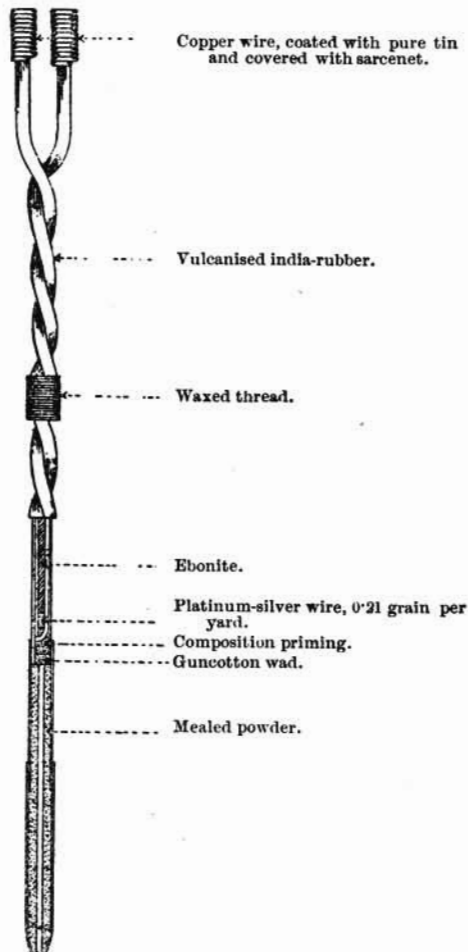 Copper wire, coated with pure tin
and covered with sarcenet.
Vulcanised india-rubber.
Waxed thread.
Ebonite.
Platinum-silver wire, 0·21 grain per
yard.
Composition priming.
Guncotton wad.
Mealed powder.